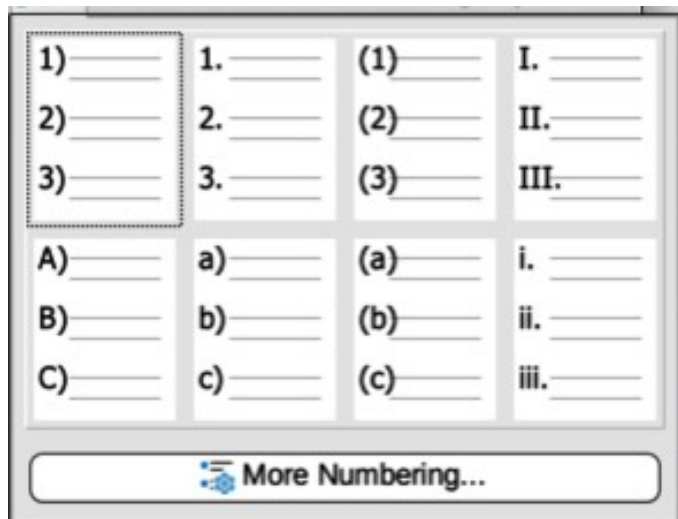 1) 1. (1) I.
2) 2. (2) II.
3) 3. (3) III.
A) a) (a) i.
B) b) (b) ii.
C) c) (c) iii.
More Numbering...